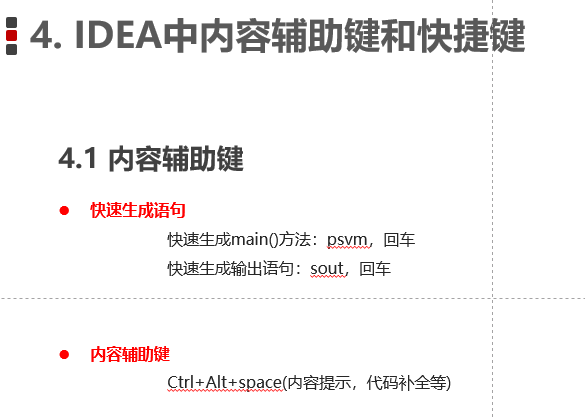 4. IDEA中内容辅助键和快捷键
4.1 内容辅助键
快速生成语句
快速生成main()方法：psvm，回车
快速生成输出语句：sout，回车
内容辅助键
Ctrl+Alt+space(内容提示，代码补全等)